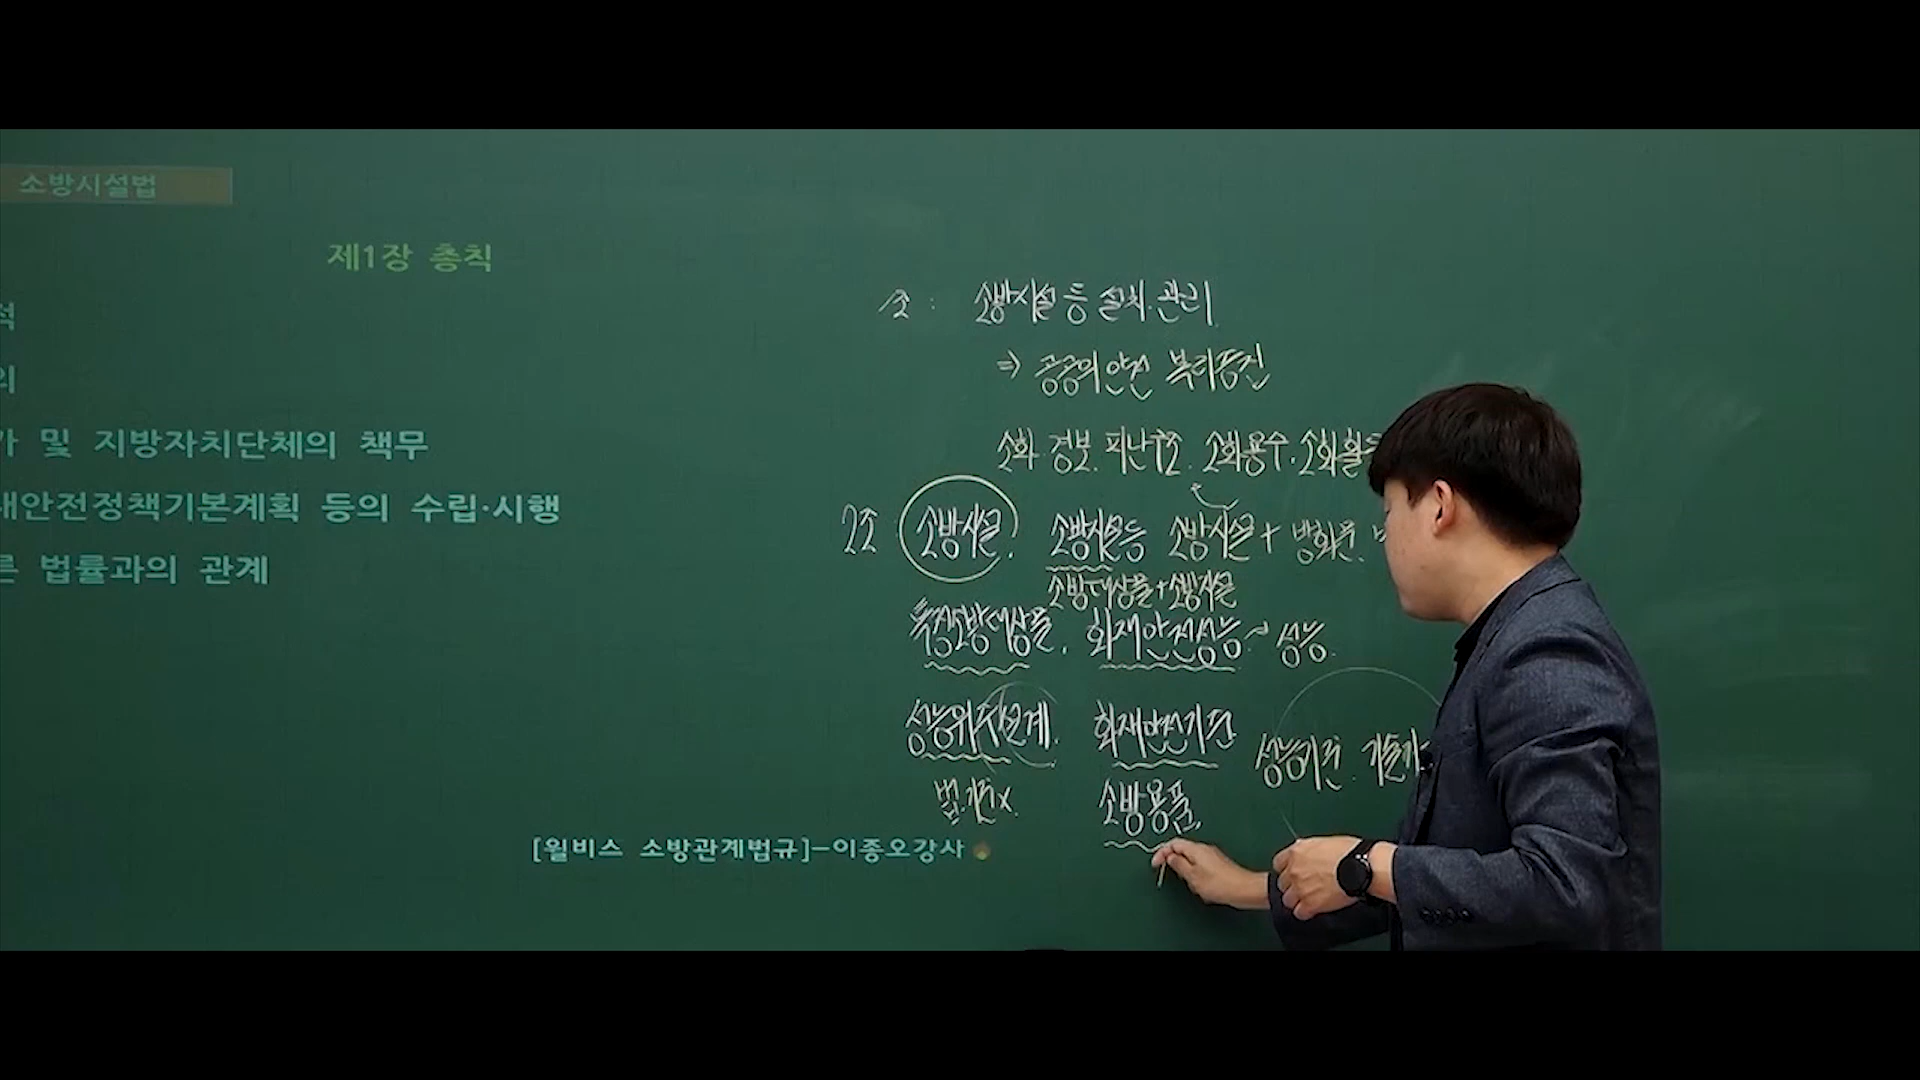 소방시설법
제1장 총칙
적
의
가 및 지방자치단체의 책무
안전정책기본계획 등의 수립·시행
른 법률과의 관계
[윌비스 소방관계법규]-이종오강사
1조 : 소방시설등 설치·관리
⇒ 공공의 안전 복리증진
소화. 경보. 피난구조. 소화용수. 소화활동
2조 소방시설. 소방시설등 소방시설 + 방화문.
소방대상물 + 소방시설
특정소방대상물. 화재안전성능 → 성능.
성능위주설계. 화재안전기준
성능기준.
법.기준X. 소방용품.